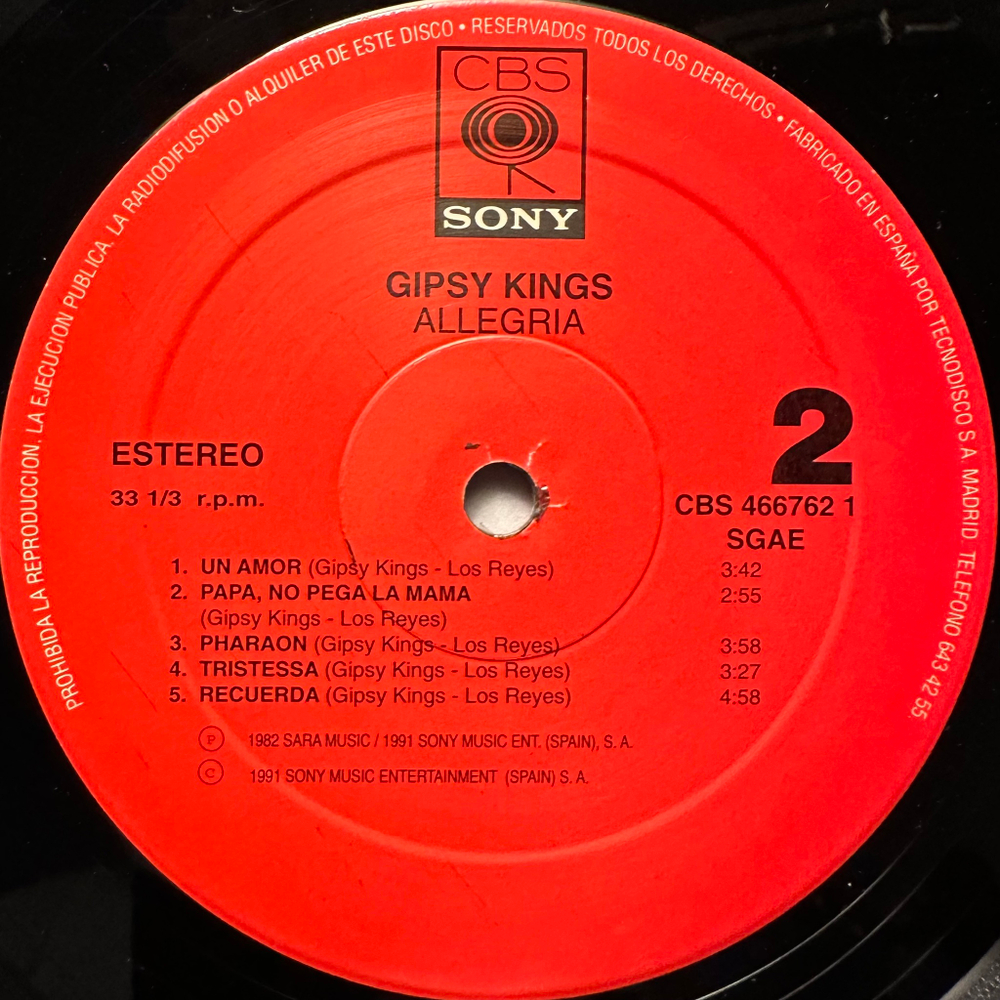 PROHIBIDA LA REPRODUCCION. LA EJECUCION PUBLICA. LA RADIODIFUSION O ALQUILER DE ESTE DISCO • RESERVADOS TODOS LOS DERECHOS • FABRICADO EN ESPAÑA POR TECNODISCO S.A. MADRID. TELEFONO 643 42 55.
CBS
SONY
GIPSY KINGS
ALLEGRIA
2
ESTEREO
33 1/3 r.p.m.
CBS 466762 1
SGAE
1. UN AMOR (Gipsy Kings - Los Reyes) 3:42
2. PAPA, NO PEGA LA MAMA 2:55
(Gipsy Kings - Los Reyes)
3. PHARAON (Gipsy Kings - Los Reyes) 3:58
4. TRISTESSA (Gipsy Kings - Los Reyes) 3:27
5. RECUERDA (Gipsy Kings - Los Reyes) 4:58
Ⓟ 1982 SARA MUSIC / 1991 SONY MUSIC ENT. (SPAIN), S. A.
© 1991 SONY MUSIC ENTERTAINMENT (SPAIN) S. A.